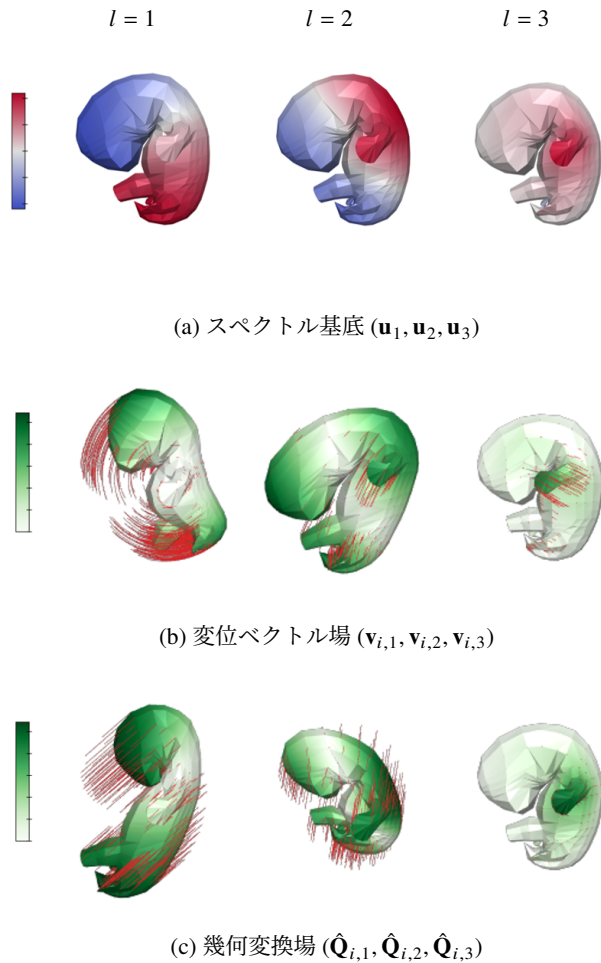 l = 1 l = 2 l = 3
(a) スペクトル基底 (u₁, u₂, u₃)
(b) 変位ベクトル場 (vᵢ,₁, vᵢ,₂, vᵢ,₃)
(c) 幾何変換場 (Q̂ᵢ,₁, Q̂ᵢ,₂, Q̂ᵢ,₃)